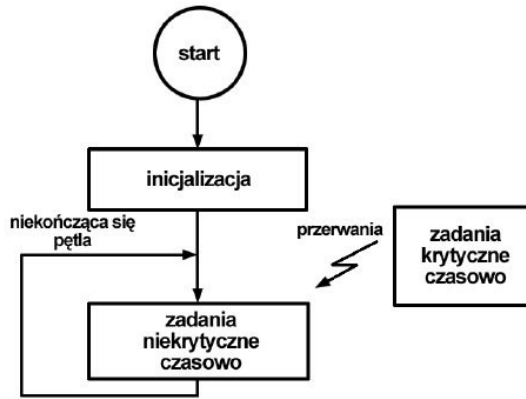 start
inicjalizacja
niekończąca się
pętla
przerwania
zadania
krytyczne
czasowo
zadania
niekrytyczne
czasowo